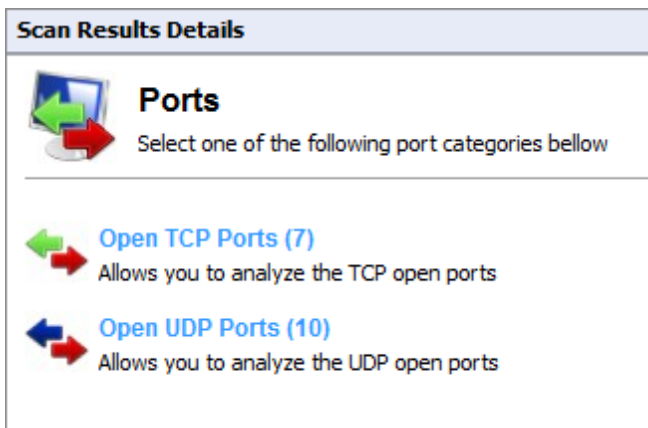 Scan Results Details
Ports
Select one of the following port categories bellow
Open TCP Ports (7)
Allows you to analyze the TCP open ports
Open UDP Ports (10)
Allows you to analyze the UDP open ports